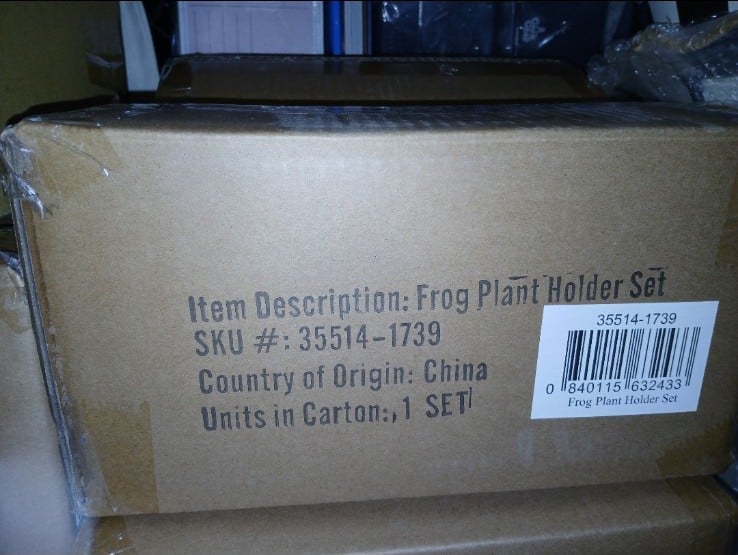 Item Description: Frog Plant Holder Set
SKU #: 35514-1739
Country of Origin: China
Units in Carton:,1 SET
35514-1739
0 840115 632433
Frog Plant Holder Set